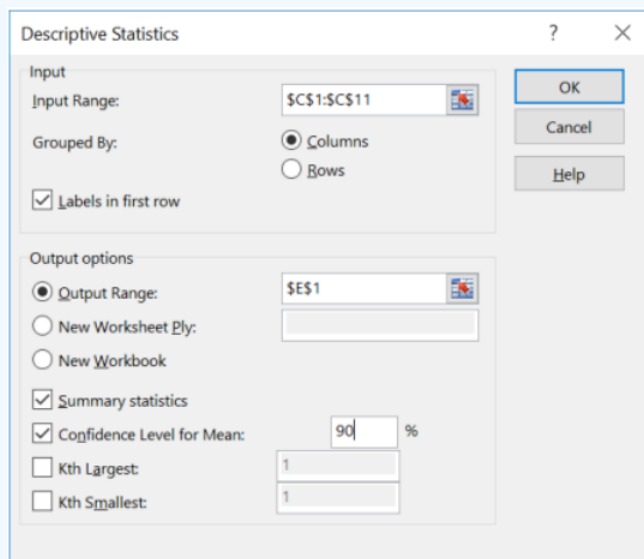 Descriptive Statistics ?
Input
Input Range: $C$1:$C$11
OK
Grouped By: Columns
Cancel
Rows
Help
Labels in first row
Output options
Output Range: $E$1
New Worksheet Ply:
New Workbook
Summary statistics
Confidence Level for Mean: 90 %
Kth Largest: 1
Kth Smallest: 1